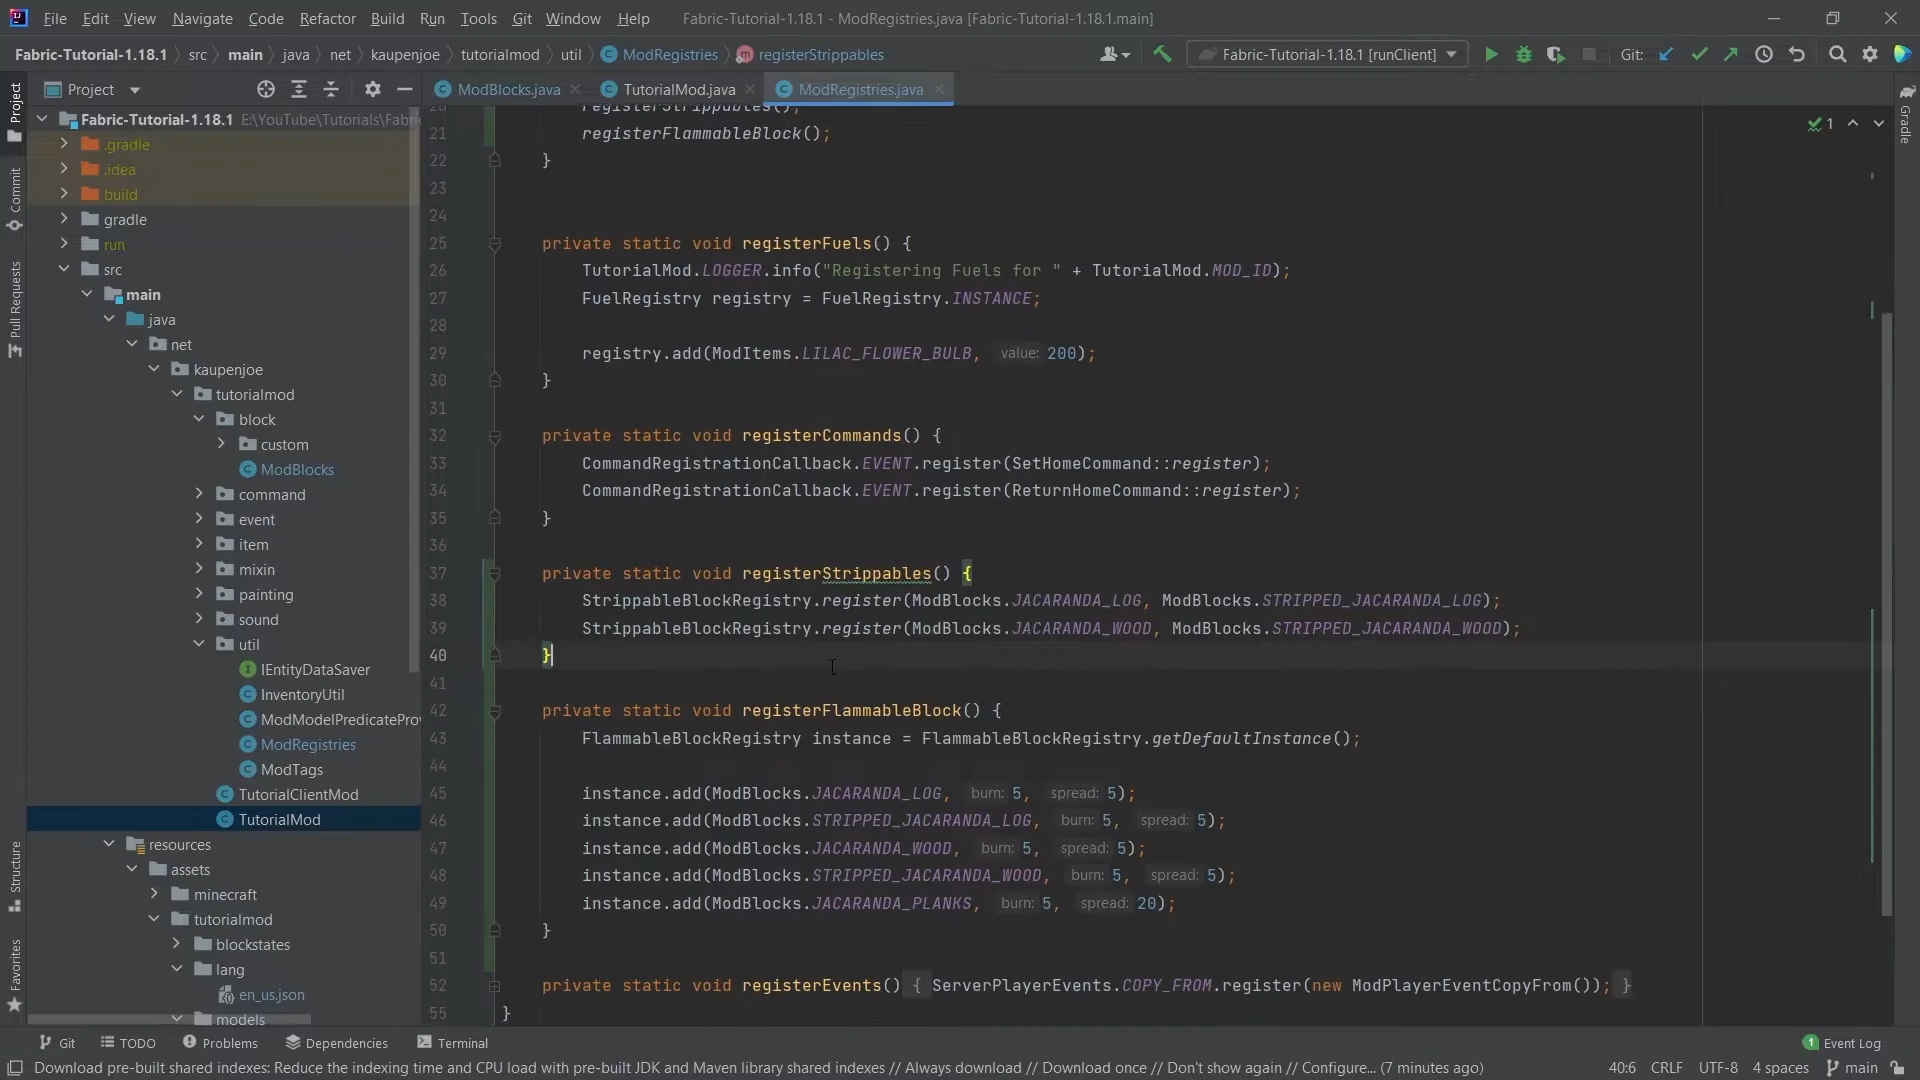 File Edit View Navigate Code Refactor Build Run Tools Git Window Help Fabric-Tutorial-1.18.1 - ModRegistries.java [Fabric-Tutorial-1.18.1.main]
Fabric-Tutorial-1.18.1 src main java net kaupenjoe tutorialmod util ModRegistries registerStrippables Fabric-Tutorial-1.18.1 [runClient] Git:
Project ModBlocks.java TutorialMod.java ModRegistries.java
Project
Commit
Pull Requests
Structure
Favorites
Gradle
Fabric-Tutorial-1.18.1 E:\YouTube\Tutorials\Fabri
.gradle
.idea
build
gradle
run
src
main
java
net
kaupenjoe
tutorialmod
block
custom
ModBlocks
command
event
item
mixin
painting
sound
util
IEntityDataSaver
InventoryUtil
ModModelPredicateProv
ModRegistries
ModTags
TutorialClientMod
TutorialMod
resources
assets
minecraft
tutorialmod
blockstates
lang
en_us.json
models
1
20 registerStrippables();
21 registerFlammableBlock();
22 }
23
24
25 private static void registerFuels() {
26 TutorialMod.LOGGER.info("Registering Fuels for " + TutorialMod.MOD_ID);
27 FuelRegistry registry = FuelRegistry.INSTANCE;
28
29 registry.add(ModItems.LILAC_FLOWER_BULB, value: 200);
30 }
31
32 private static void registerCommands() {
33 CommandRegistrationCallback.EVENT.register(SetHomeCommand::register);
34 CommandRegistrationCallback.EVENT.register(ReturnHomeCommand::register);
35 }
36
37 private static void registerStrippables() {
38 StrippableBlockRegistry.register(ModBlocks.JACARANDA_LOG, ModBlocks.STRIPPED_JACARANDA_LOG);
39 StrippableBlockRegistry.register(ModBlocks.JACARANDA_WOOD, ModBlocks.STRIPPED_JACARANDA_WOOD);
40 }
41
42 private static void registerFlammableBlock() {
43 FlammableBlockRegistry instance = FlammableBlockRegistry.getDefaultInstance();
44
45 instance.add(ModBlocks.JACARANDA_LOG, burn: 5, spread: 5);
46 instance.add(ModBlocks.STRIPPED_JACARANDA_LOG, burn: 5, spread: 5);
47 instance.add(ModBlocks.JACARANDA_WOOD, burn: 5, spread: 5);
48 instance.add(ModBlocks.STRIPPED_JACARANDA_WOOD, burn: 5, spread: 5);
49 instance.add(ModBlocks.JACARANDA_PLANKS, burn: 5, spread: 20);
50 }
51
52 private static void registerEvents() { ServerPlayerEvents.COPY_FROM.register(new ModPlayerEventCopyFrom()); }
55 }
Git TODO Problems Dependencies Terminal 1 Event Log
Download pre-built shared indexes: Reduce the indexing time and CPU load with pre-built JDK and Maven library shared indexes // Always download // Download once // Don't show again // Configure... (7 minutes ago) 40:6 CRLF UTF-8 4 spaces main